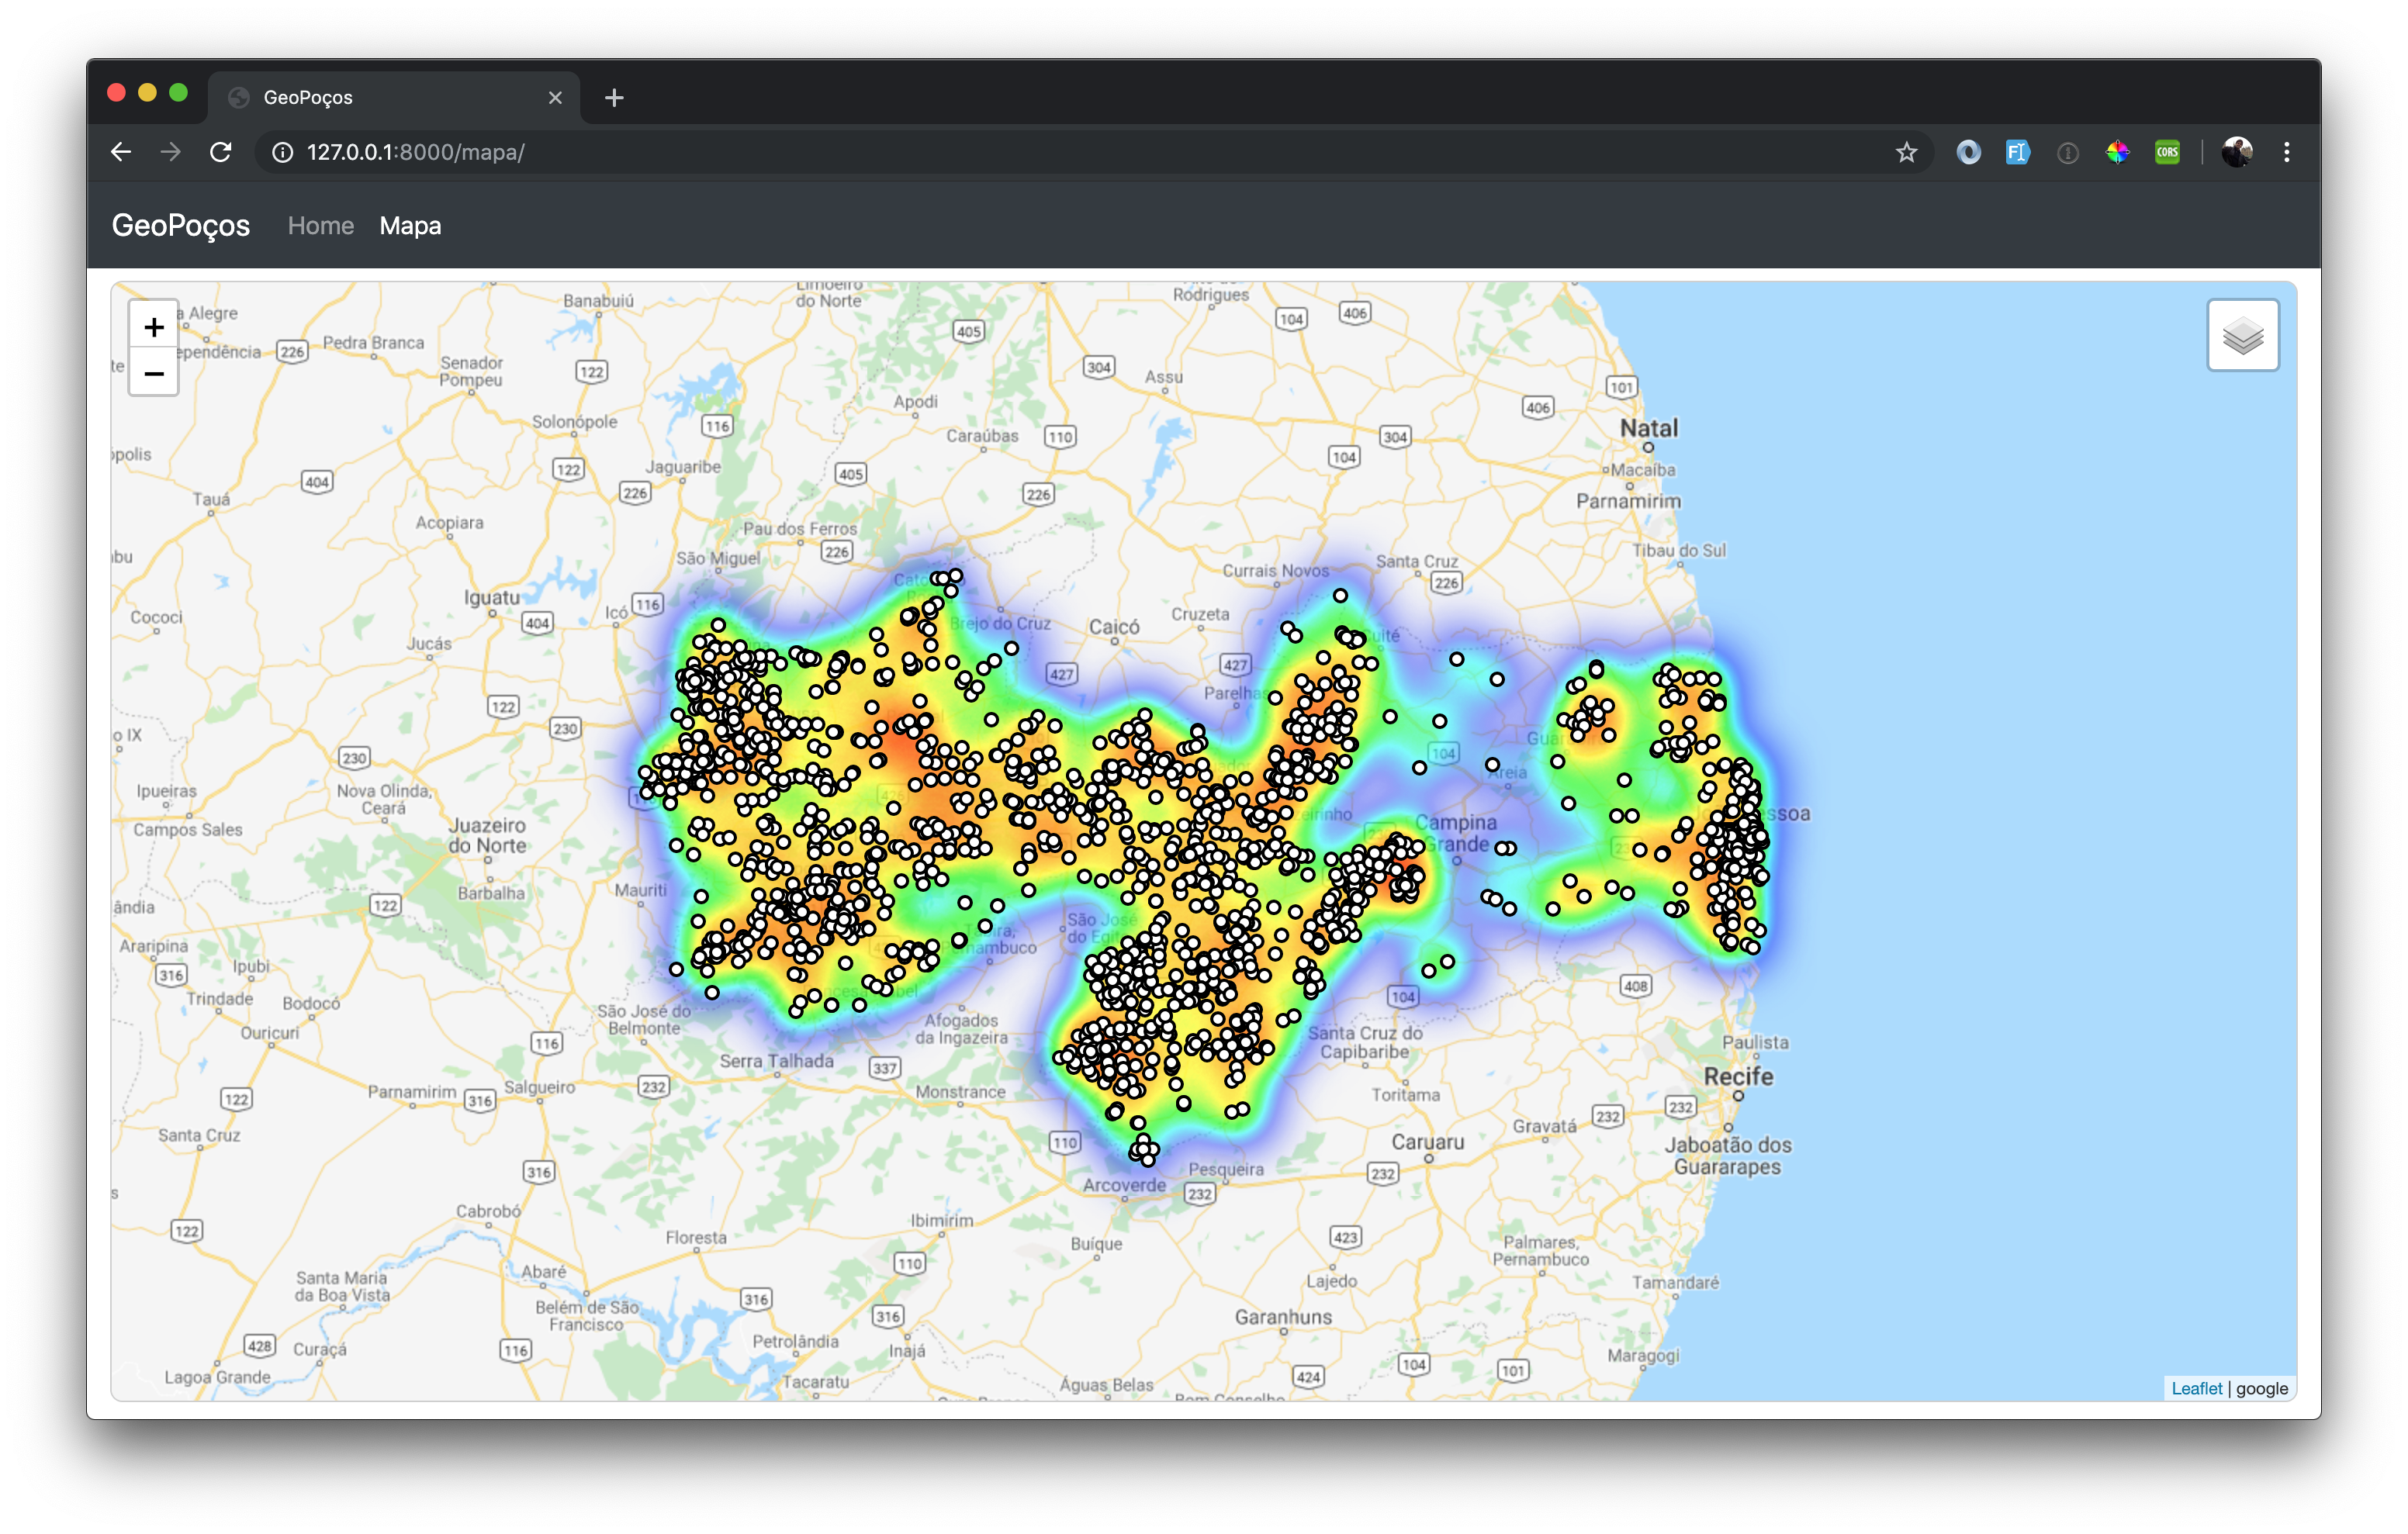 GeoPoços
127.0.0.1:8000/mapa/
CORS
GeoPoços Home Mapa
+
−
a Alegre
ependência
226
Pedra Branca
Senador
Pompeu
Banabuiú
122
Limoeiro
do Norte
405
Rodrigues
104
406
304
Assu
101
406
Apodi
Solonópole
116
Caraúbas
110
304
Natal
Macaíba
Parnamirim
104
ópolis
122
Jaguaribe
405
404
226
226
Tauá
Acopiara
Pau dos Ferros
226
São Miguel
Tibau do Sul
Santa Cruz
226
Currais Novos
Iguatu
404
Icó
116
Cococi
Jucás
Brejo do Cruz
Caicó
Cruzeta
427
427
Parelhas
122
230
o IX
230
104
Areia
Ipueiras
Campos Sales
Nova Olinda,
Ceará
Juazeiro
do Norte
Barbalha
Mauriti
Campina
Grande
122
Araripina
316
Ipubi
Trindade
Bodocó
Ouricuri
São José do
Belmonte
116
Afogados
da Ingazeira
Serra Talhada
337
Monstrance
104
408
Santa Cruz do
Capibaribe
Toritama
Paulista
Recife
232
Jaboatão dos
Guararapes
122
Parnamirim
316
Salgueiro
232
Santa Cruz
316
110
Arcoverde
Pesqueira
232
Caruaru
232
Gravatá
232
122
Cabrobó
Floresta
Ibimirim
110
Buíque
423
Lajedo
Palmares,
Pernambuco
Tamandaré
Santa Maria
da Boa Vista
Abaré
Belém de São
Francisco
316
316
Garanhuns
428
Curaçá
116
Petrolândia
Inajá
104
101
Maragogi
Lagoa Grande
Tacaratu
Águas Belas
424
Bom Conselho
Leaflet | google